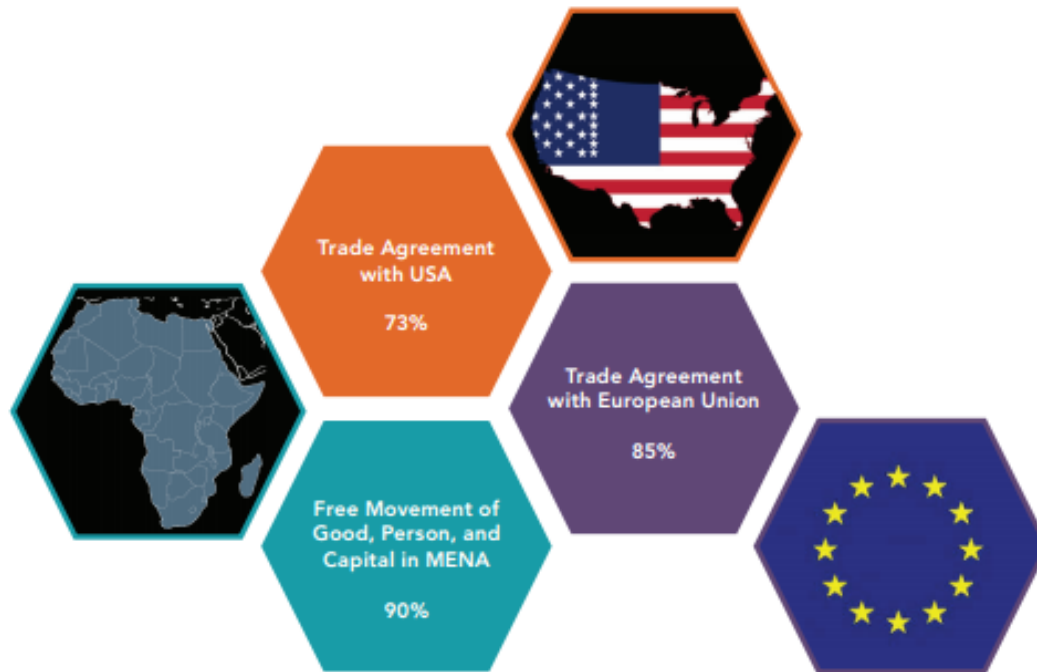 Trade Agreement
with USA
73%
Trade Agreement
with European Union
85%
Free Movement of
Good, Person, and
Capital in MENA
90%